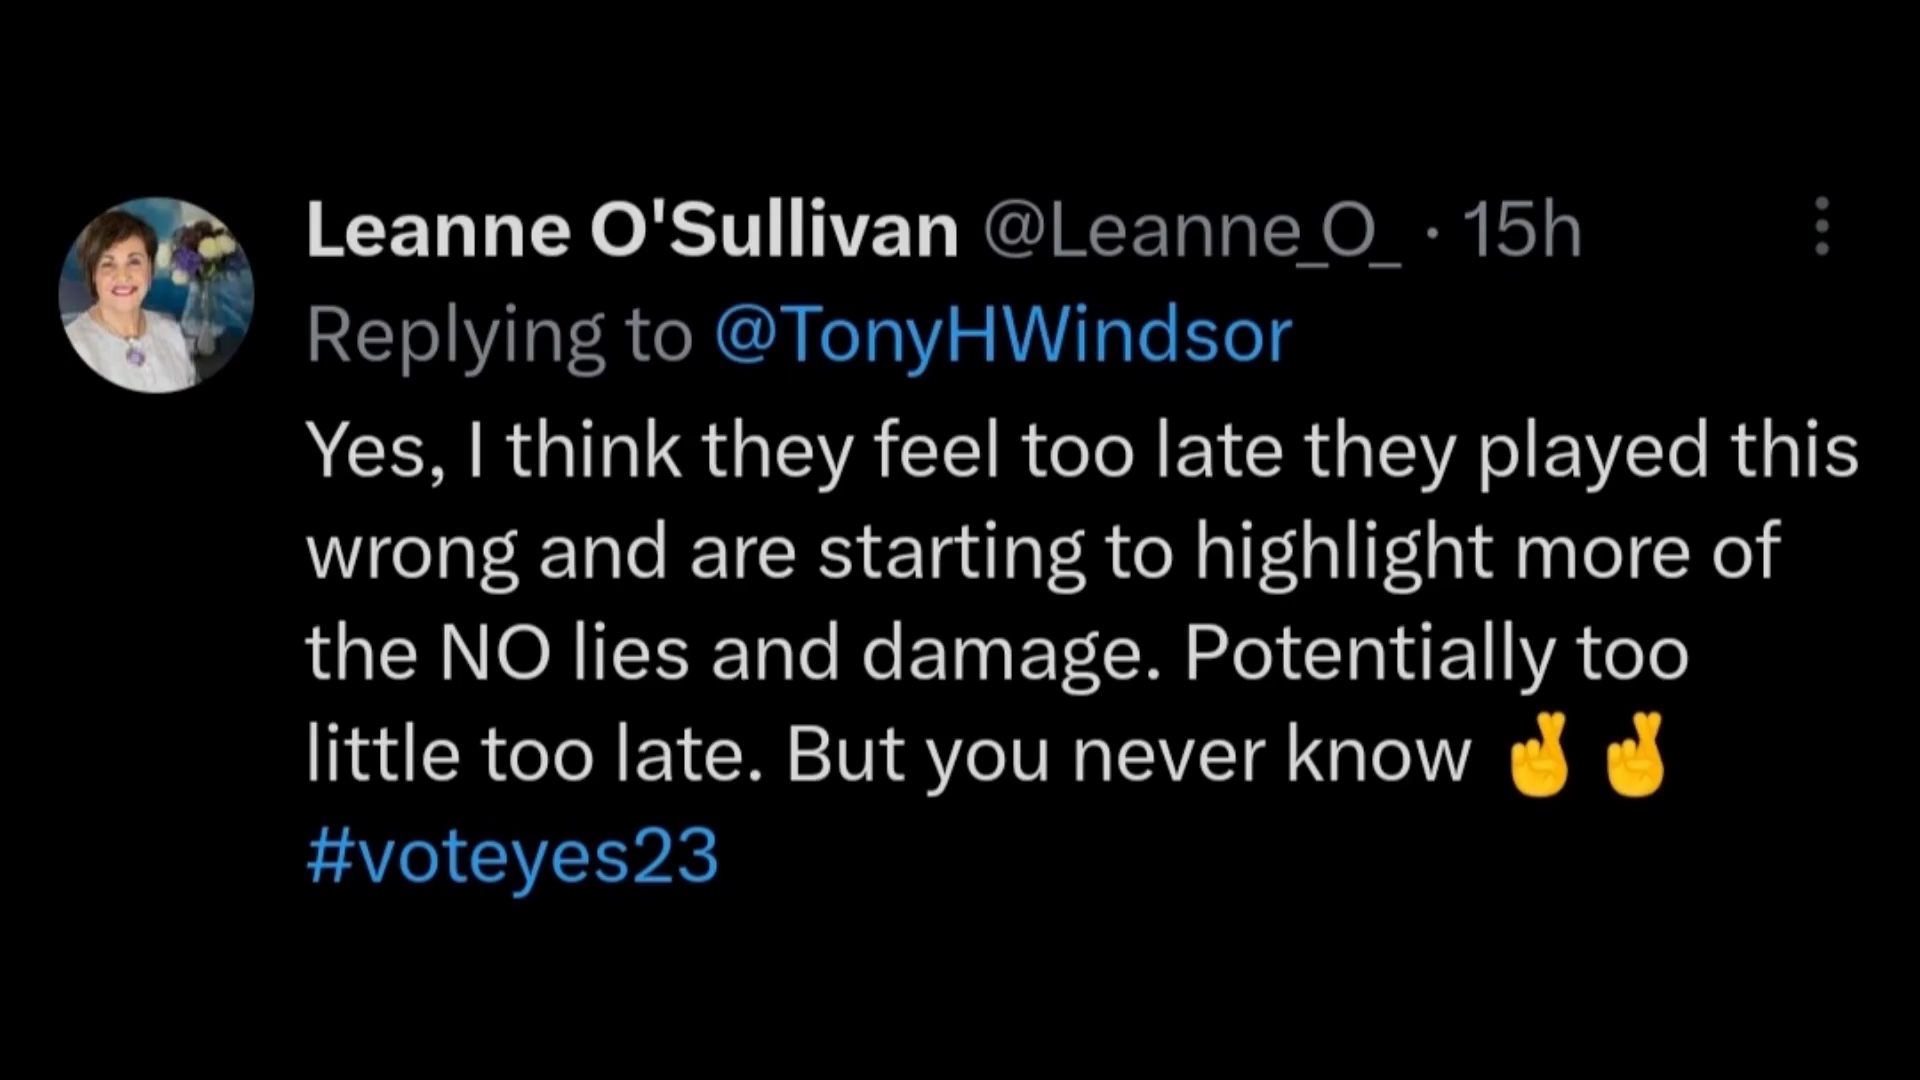 Leanne O'Sullivan @Leanne_O_ · 15h
Replying to @TonyHWindsor
Yes, I think they feel too late they played this
wrong and are starting to highlight more of
the NO lies and damage. Potentially too
little too late. But you never know 🤞🤞
#voteyes23